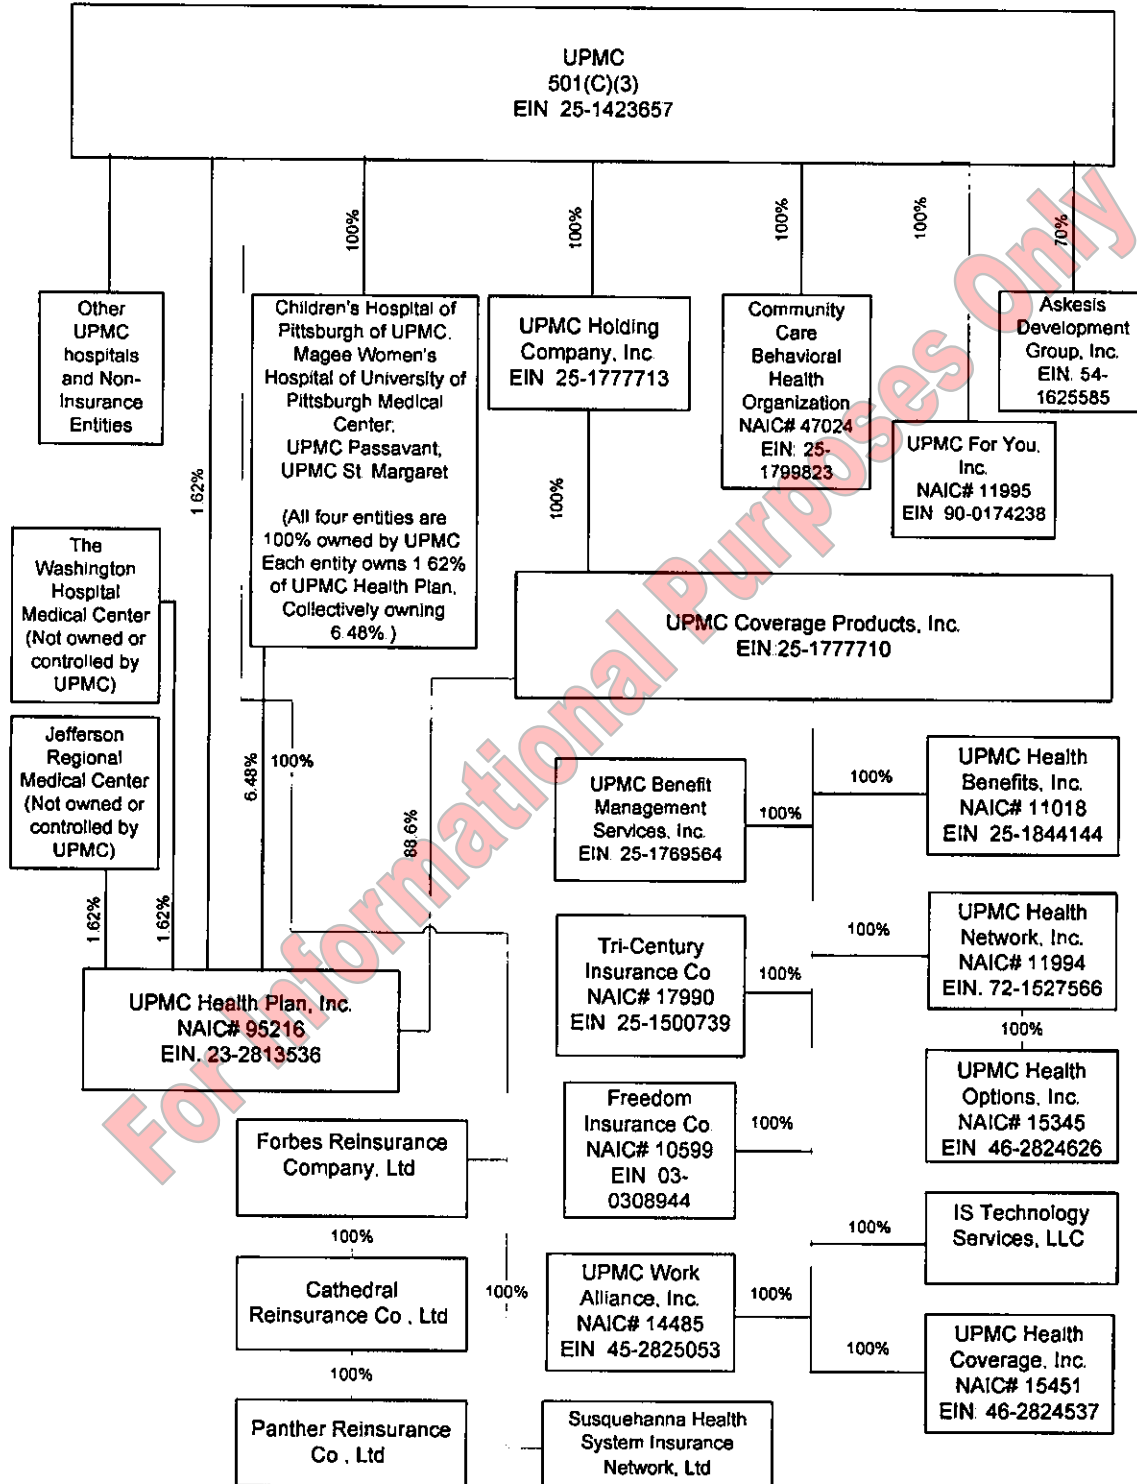 UPMC
501(C)(3)
EIN 25-1423657
100%
100%
100%
100%
70%
1.62%
Other
UPMC
hospitals
and Non-
Insurance
Entities
Children's Hospital of
Pittsburgh of UPMC,
Magee Women's
Hospital of University of
Pittsburgh Medical
Center,
UPMC Passavant,
UPMC St Margaret
(All four entities are
100% owned by UPMC
Each entity owns 1 62%
of UPMC Health Plan,
Collectively owning
6 48% )
UPMC Holding
Company, Inc
EIN 25-1777713
Community
Care
Behavioral
Health
Organization
NAIC# 47024
EIN: 25-
1799823
UPMC For You,
Inc.
NAIC# 11995
EIN 90-0174238
Askesis
Development
Group, Inc.
EIN. 54-
1625585
100%
The
Washington
Hospital
Medical Center
(Not owned or
controlled by
UPMC)
UPMC Coverage Products, Inc.
EIN:25-1777710
Jefferson
Regional
Medical Center
(Not owned or
controlled by
UPMC)
1.62%
1.62%
6.48%
100%
88.6%
UPMC Benefit
Management
Services, Inc.
EIN. 25-1769564
100%
100%
UPMC Health
Benefits, Inc.
NAIC# 11018
EIN 25-1844144
UPMC Health Plan, Inc.
NAIC# 95216
EIN. 23-2813536
Tri-Century
Insurance Co
NAIC# 17990
EIN 25-1500739
100%
100%
UPMC Health
Network, Inc.
NAIC# 11994
EIN. 72-1527566
100%
UPMC Health
Options, Inc.
NAIC# 15345
EIN 46-2824626
Freedom
Insurance Co
NAIC# 10599
EIN 03-
0308944
100%
Forbes Reinsurance
Company, Ltd
100%
Cathedral
Reinsurance Co , Ltd
100%
100%
Panther Reinsurance
Co , Ltd
UPMC Work
Alliance, Inc.
NAIC# 14485
EIN 45-2825053
100%
100%
IS Technology
Services, LLC
100%
UPMC Health
Coverage, Inc.
NAIC# 15451
EIN 46-2824537
Susquehanna Health
System Insurance
Network, Ltd
For Informational Purposes Only